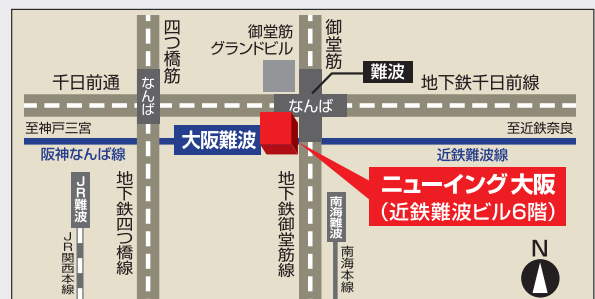 四つ橋筋
御堂筋
グランドビル
御堂筋
難波
千日前通
なんば
なんば
地下鉄千日前線
至神戸三宮
至近鉄奈良
大阪難波
阪神なんば線
近鉄難波線
ニューイング大阪
(近鉄難波ビル6階)
JR難波
地下鉄四つ橋線
地下鉄御堂筋線
南海難波
JR関西本線
南海本線
N